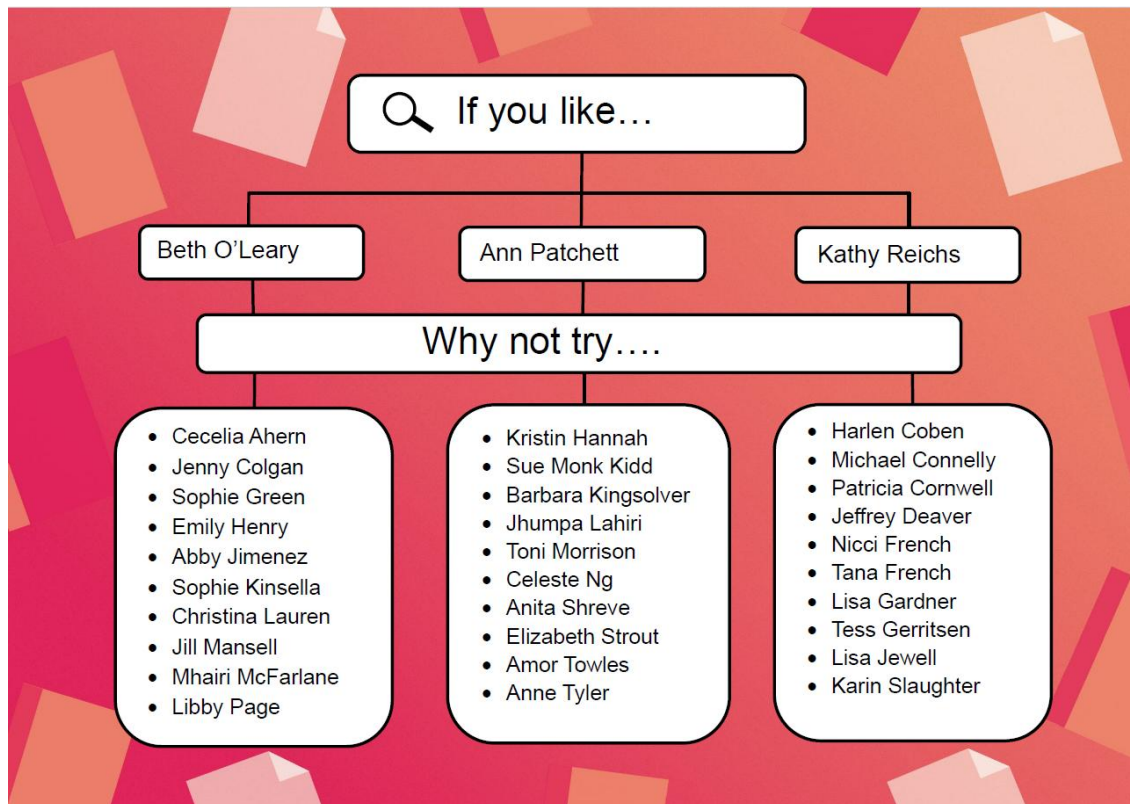 If you like…
Beth O’Leary
Ann Patchett
Kathy Reichs
Why not try….
• Cecelia Ahern
• Jenny Colgan
• Sophie Green
• Emily Henry
• Abby Jimenez
• Sophie Kinsella
• Christina Lauren
• Jill Mansell
• Mhairi McFarlane
• Libby Page
• Kristin Hannah
• Sue Monk Kidd
• Barbara Kingsolver
• Jhumpa Lahiri
• Toni Morrison
• Celeste Ng
• Anita Shreve
• Elizabeth Strout
• Amor Towles
• Anne Tyler
• Harlen Coben
• Michael Connelly
• Patricia Cornwell
• Jeffrey Deaver
• Nicci French
• Tana French
• Lisa Gardner
• Tess Gerritsen
• Lisa Jewell
• Karin Slaughter